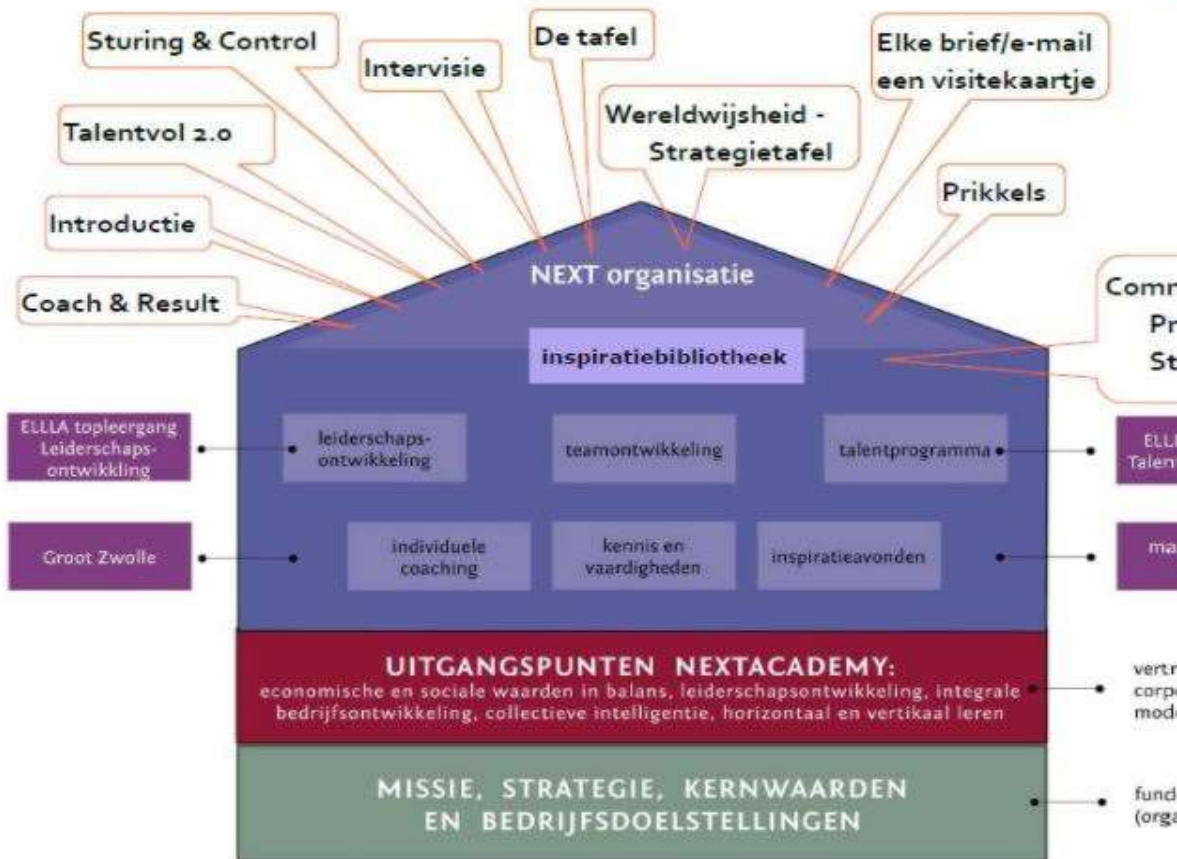 Sturing & Control
Intervisie
De tafel
Elke brief/e-mail
een visitekaartje
Talentvol 2.0
Wereldwijsheid -
Strategietafel
Introductie
Prikkels
Coach & Result
NEXT organisatie
inspiratiebibliotheek
ELLLA topleergang
Leiderschaps-
ontwikkling
leiderschaps-
ontwikkeling
teamontwikkeling
talentprogramma
Groot Zwolle
individuele
coaching
kennis en
vaardigheden
inspiratieavonden
UITGANGSPUNTEN NEXTACADEMY:
economische en sociale waarden in balans, leiderschapsontwikkeling, integrale
bedrijfsontwikkeling, collectieve intelligentie, horizontaal en vertikaal leren
MISSIE, STRATEGIE, KERNWAARDEN
EN BEDRIJFSDOELSTELLINGEN